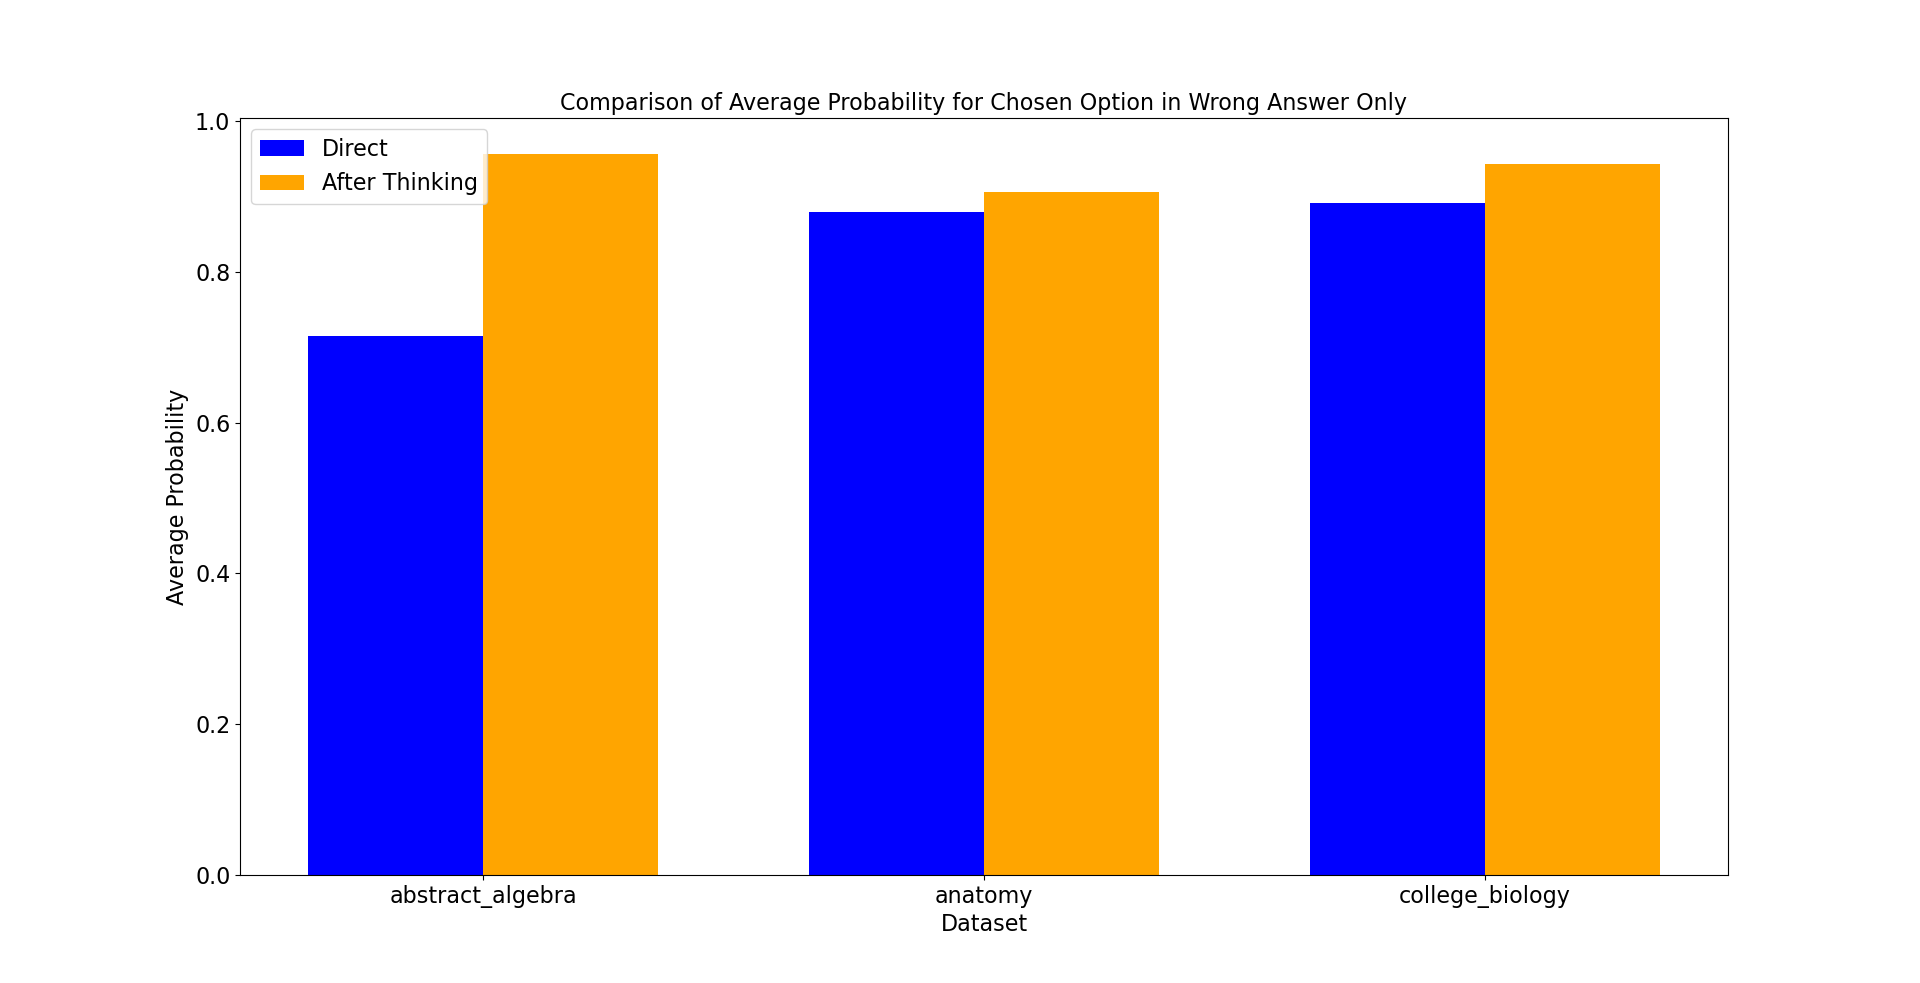 Comparison of Average Probability for Chosen Option in Wrong Answer Only
Direct
After Thinking
Average Probability
1.0
0.8
0.6
0.4
0.2
0.0
abstract_algebra
anatomy
college_biology
Dataset